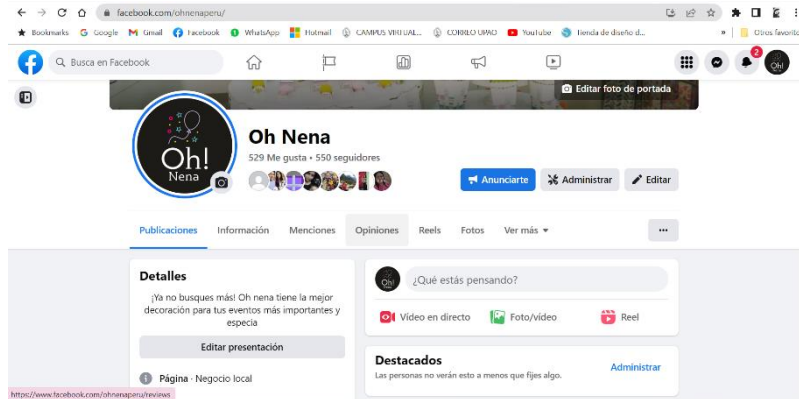 facebook.com/ohnenaperu/
Bookmarks Google Gmail Facebook WhatsApp Hotmail CAMPUS VIRTUAL... CORREO UPAO YouTube Tienda de diseño d... » Otros favorito
Busca en Facebook
2
Oh!
Editar foto de portada
Oh!
Nena
Oh Nena
529 Me gusta • 550 seguidores
Anunciarte Administrar Editar
Publicaciones Información Menciones Opiniones Reels Fotos Ver más
Detalles
¡Ya no busques más! Oh nena tiene la mejor
decoración para tus eventos más importantes y
especia
Editar presentación
Página · Negocio local
Oh!
¿Qué estás pensando?
Vídeo en directo Foto/vídeo Reel
Destacados
Las personas no verán esto a menos que fijes algo.
Administrar
https://www.facebook.com/ohnenaperu/reviews